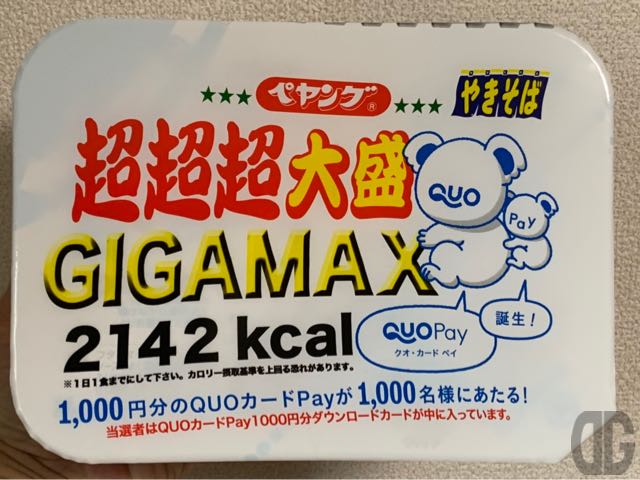 ★★★ ペヤング® ★★★
やきそば
超超超大盛
GIGAMAX
2142 kcal
※1日1食までにして下さい。カロリー摂取基準を上回る恐れがあります。
QUO
Pay
誕生!
QUO Pay
クオ・カード ペイ
1,000円分のQUOカードPayが1,000名様にあたる!
当選者はQUOカードPay1000円分ダウンロードカードが中に入っています。
DG